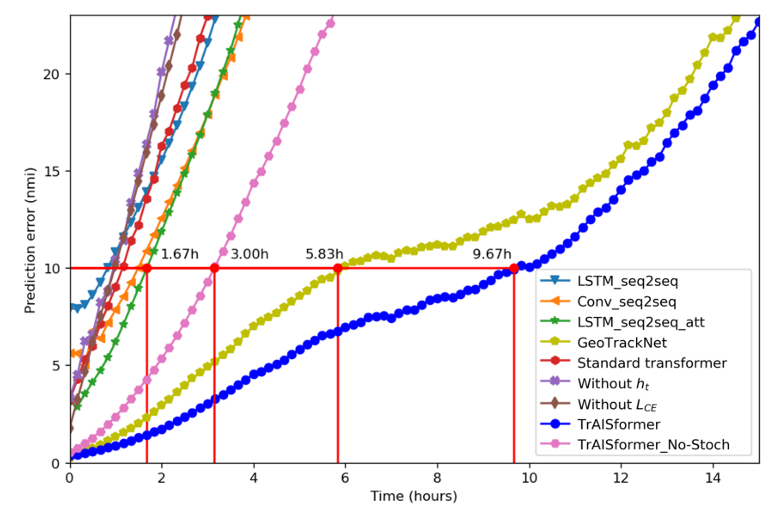 20
15
10
5
0
Prediction error (nmi)
1.67h 3.00h 5.83h 9.67h
LSTM_seq2seq
Conv_seq2seq
LSTM_seq2seq_att
GeoTrackNet
Standard transformer
Without h_t
Without L_CE
TrAISformer
TrAISformer_No-Stoch
0 2 4 6 8 10 12 14
Time (hours)